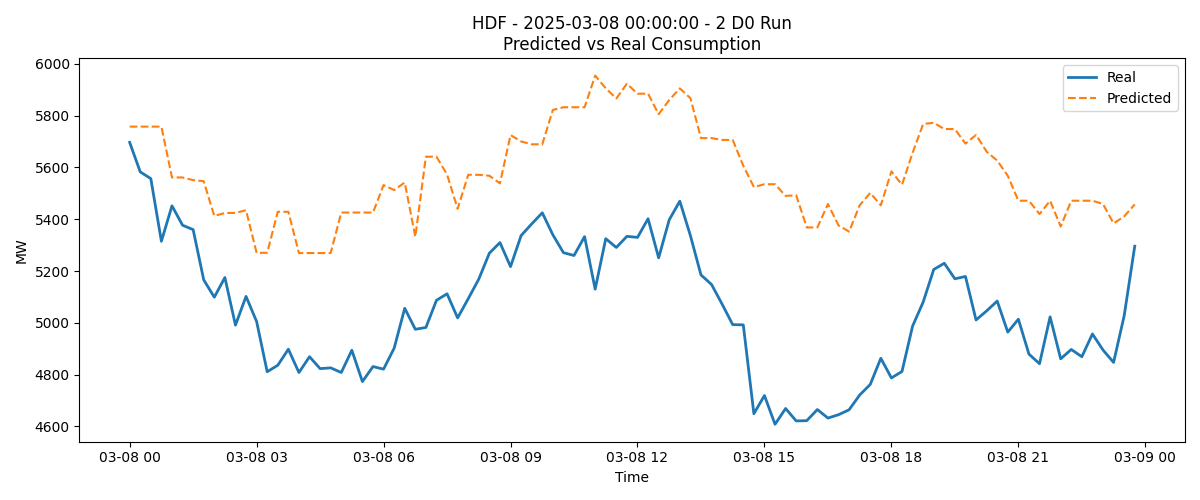 HDF - 2025-03-08 00:00:00 - 2 D0 Run
Predicted vs Real Consumption
Real
Predicted
MW
6000
5800
5600
5400
5200
5000
4800
4600
03-08 00
03-08 03
03-08 06
03-08 09
03-08 12
03-08 15
03-08 18
03-08 21
03-09 00
Time